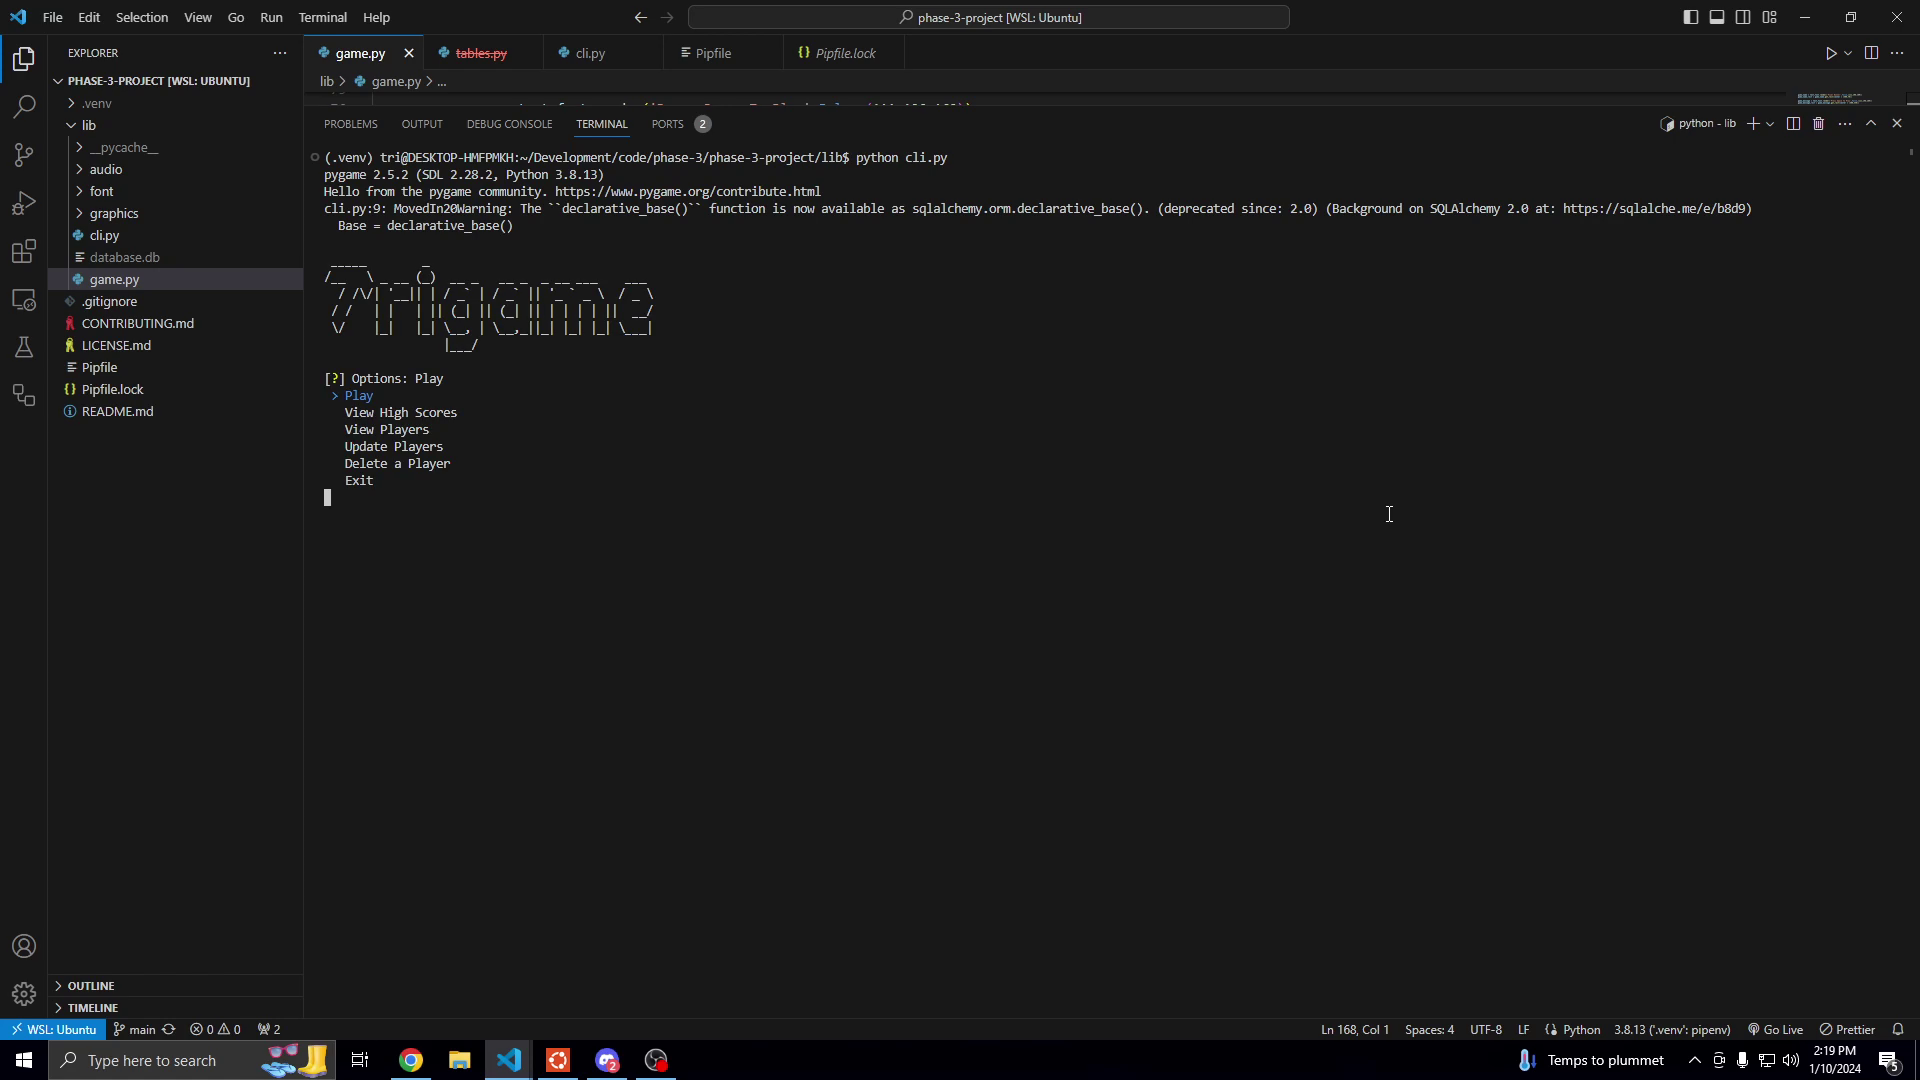 File Edit Selection View Go Run Terminal Help
phase-3-project [WSL: Ubuntu]
EXPLORER
PHASE-3-PROJECT [WSL: UBUNTU]
.venv
lib
__pycache__
audio
font
graphics
cli.py
database.db
game.py
.gitignore
CONTRIBUTING.md
LICENSE.md
Pipfile
Pipfile.lock
README.md
OUTLINE
TIMELINE
game.py tables.py cli.py Pipfile Pipfile.lock
lib > game.py > ...
PROBLEMS OUTPUT DEBUG CONSOLE TERMINAL PORTS 2
python - lib
(.venv) tri@DESKTOP-HMFPMKH:~/Development/code/phase-3/phase-3-project/lib$ python cli.py
pygame 2.5.2 (SDL 2.28.2, Python 3.8.13)
Hello from the pygame community. https://www.pygame.org/contribute.html
cli.py:9: MovedIn20Warning: The ``declarative_base()`` function is now available as sqlalchemy.orm.declarative_base(). (deprecated since: 2.0) (Background on SQLAlchemy 2.0 at: https://sqlalche.me/e/b8d9)
Base = declarative_base()
Trigame
[?] Options: Play
> Play
View High Scores
View Players
Update Players
Delete a Player
Exit
WSL: Ubuntu main 0 0 2
Ln 168, Col 1 Spaces: 4 UTF-8 LF Python 3.8.13 ('.venv': pipenv) Go Live Prettier
Type here to search
2
Temps to plummet
2:19 PM
1/10/2024
5